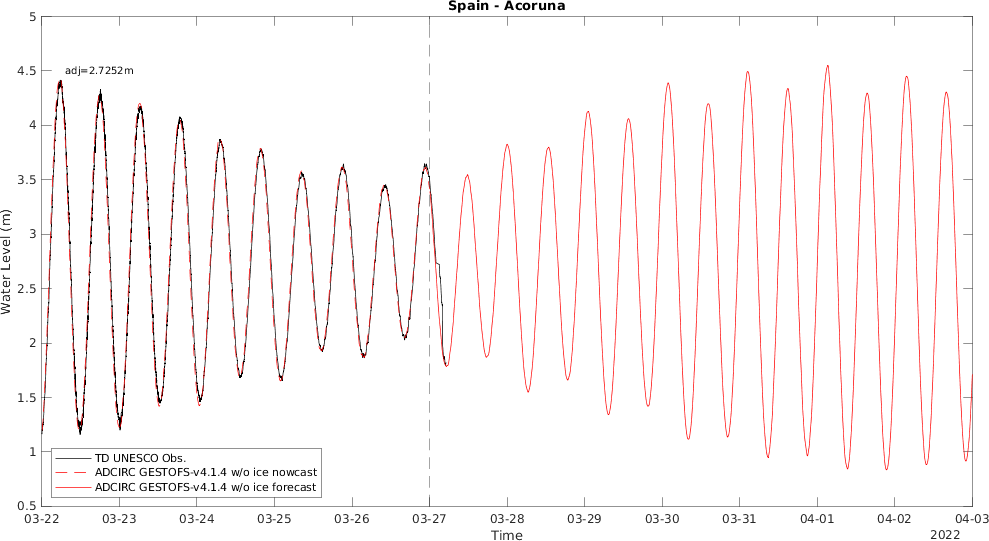 Spain - Acoruna
adj=2.7252m
5
4.5
4
3.5
3
2.5
2
1.5
1
0.5
Water Level (m)
TD UNESCO Obs.
ADCIRC GESTOFS-v4.1.4 w/o ice nowcast
ADCIRC GESTOFS-v4.1.4 w/o ice forecast
03-22 03-23 03-24 03-25 03-26 03-27 03-28 03-29 03-30 03-31 04-01 04-02 04-03
Time
2022